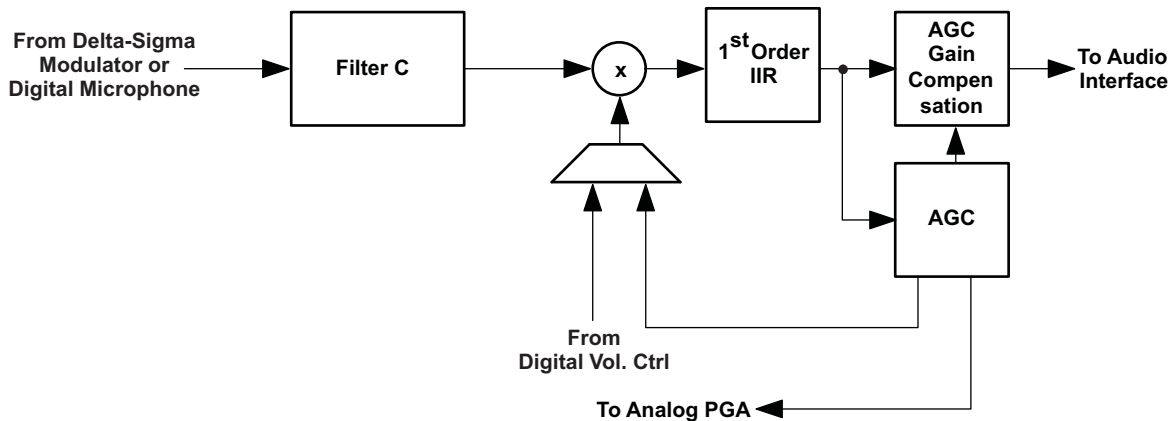 From Delta-Sigma
Modulator or
Digital Microphone
Filter C
x
1st Order
IIR
AGC
Gain
Compen
sation
To Audio
Interface
AGC
From
Digital Vol. Ctrl
To Analog PGA